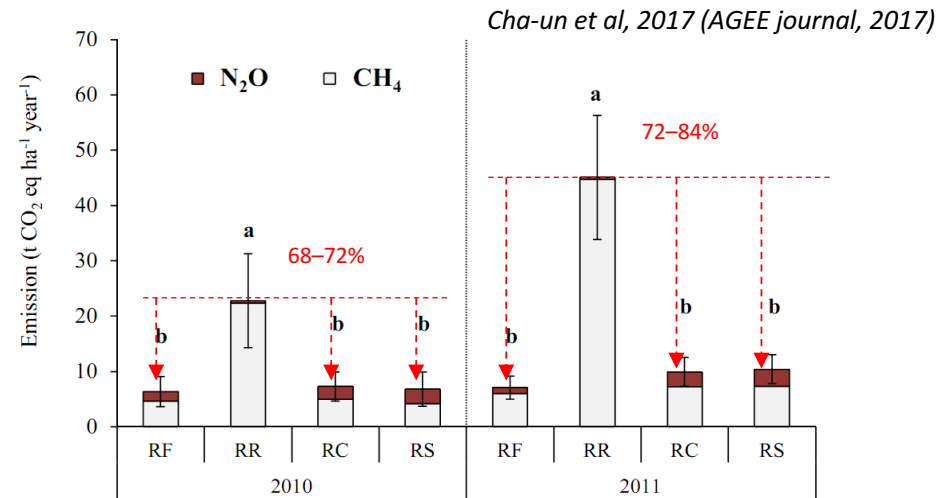 Cha-un et al, 2017 (AGEE journal, 2017)
Emission (t CO₂ eq ha⁻¹ year⁻¹)
70
60
50
40
30
20
10
0
N₂O CH₄
a
68–72%
b b b
a
72–84%
b b b
RF RR RC RS RF RR RC RS
2010 2011